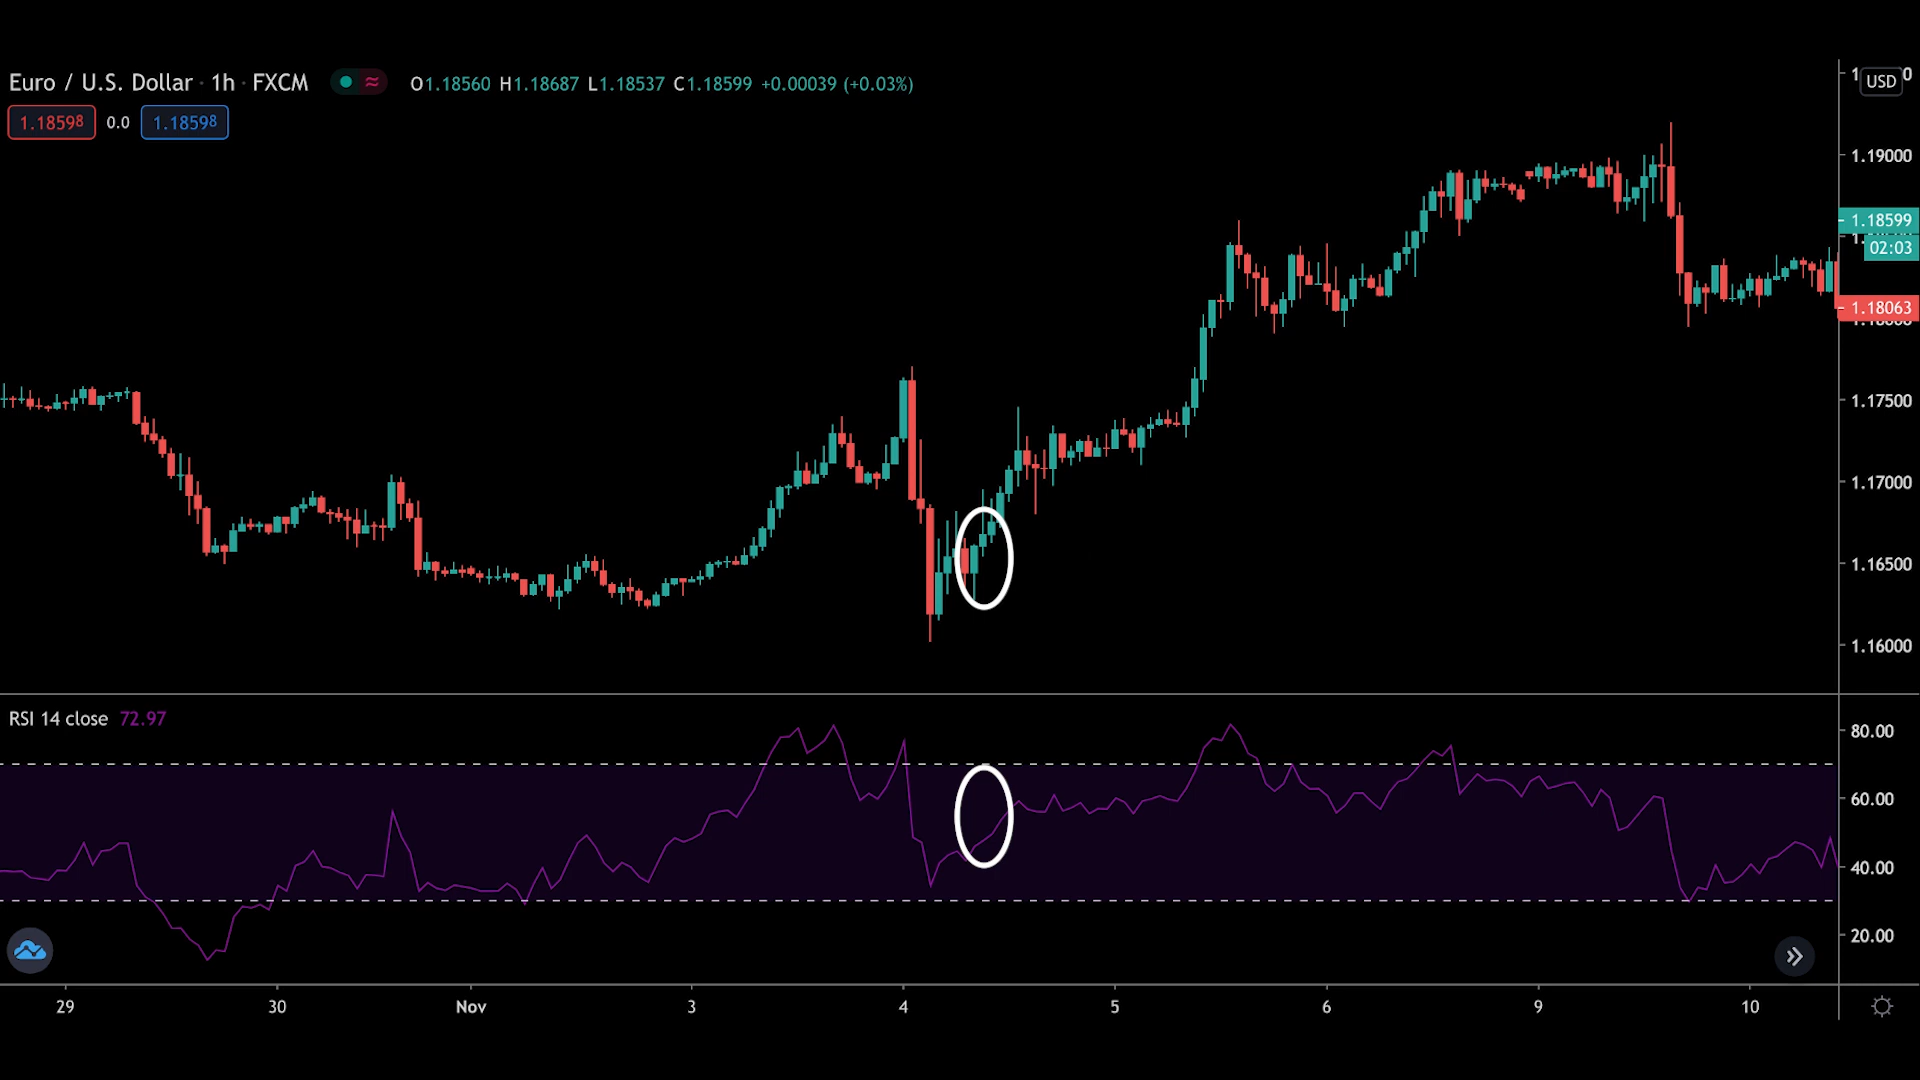 Euro / U.S. Dollar · 1h · FXCM O1.18560 H1.18687 L1.18537 C1.18599 +0.00039 (+0.03%)
USD
1.18598 0.0 1.18598
1.19000
1.18599
02:03
1.18063
1.17500
1.17000
1.16500
1.16000
RSI 14 close 72.97
80.00
60.00
40.00
20.00
29 30 Nov 3 4 5 6 9 10